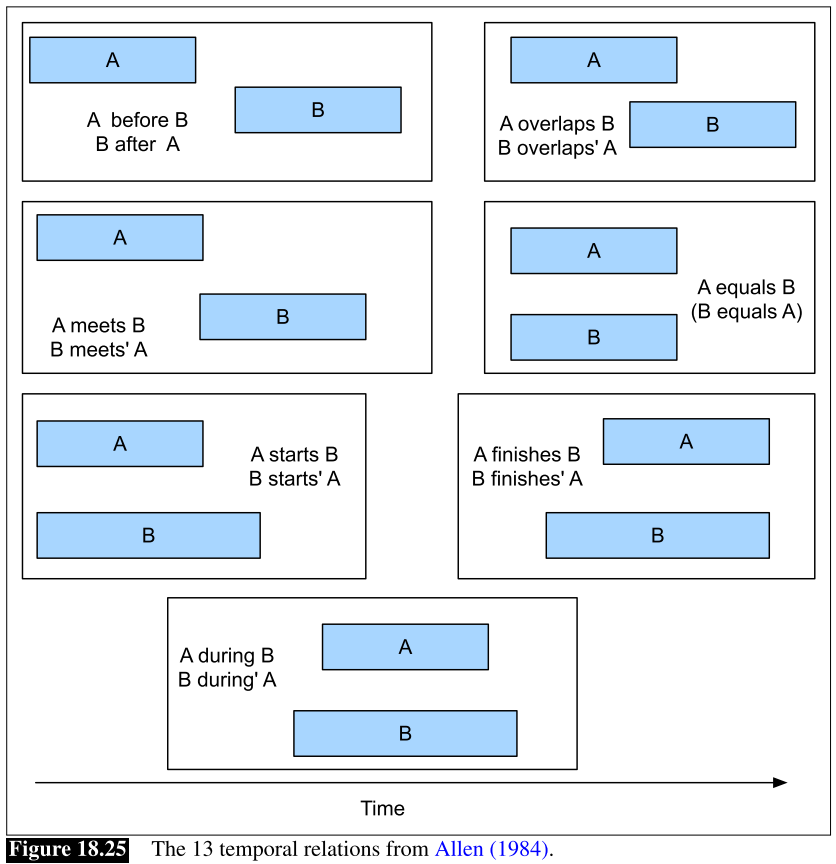 A
B
A before B
B after A
A
B
A overlaps B
B overlaps' A
A
B
A meets B
B meets' A
A
B
A equals B
(B equals A)
A
B
A starts B
B starts' A
A
B
A finishes B
B finishes' A
A
B
A during B
B during' A
Time
Figure 18.25 The 13 temporal relations from Allen (1984).